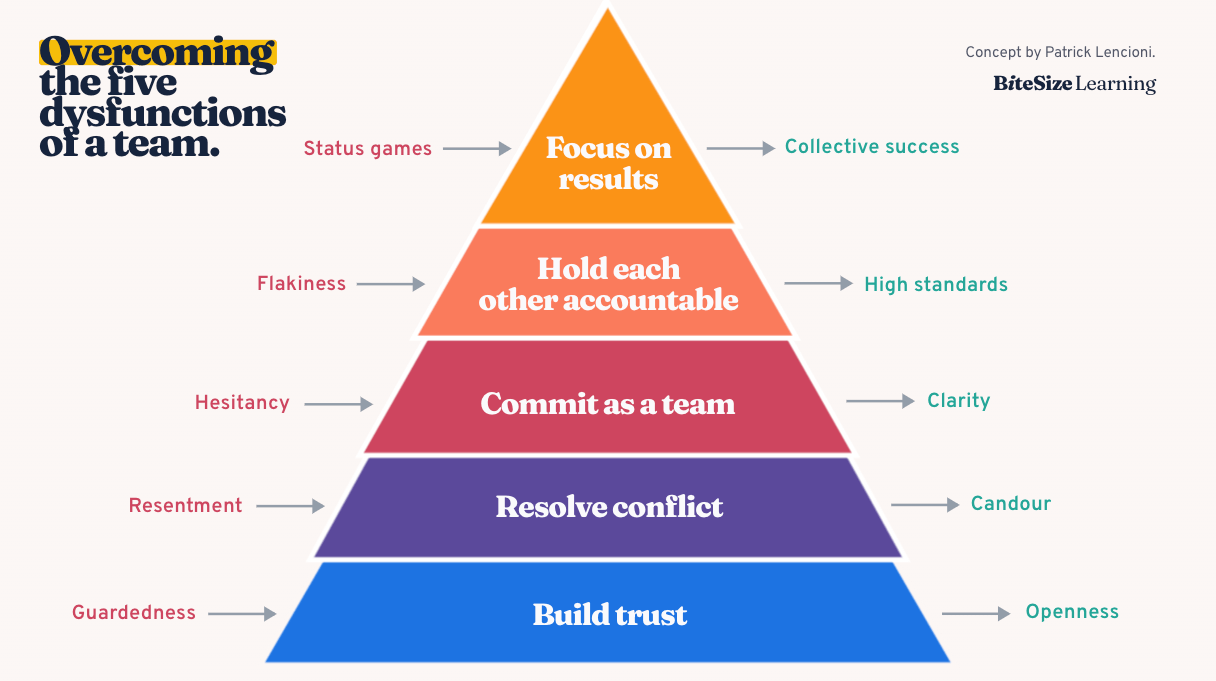 Overcoming
the five
dysfunctions
of a team.
Concept by Patrick Lencioni.
BiteSize Learning
Status games
Focus on
results
Collective success
Flakiness
Hold each
other accountable
High standards
Hesitancy
Commit as a team
Clarity
Resentment
Resolve conflict
Candour
Guardedness
Build trust
Openness